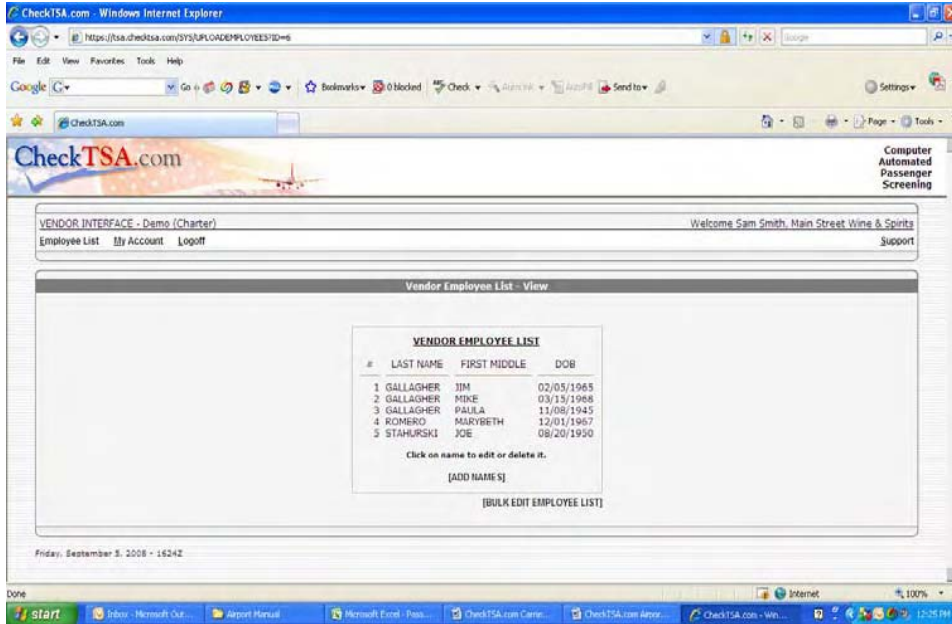 CheckTSA.com - Windows Internet Explorer
https://tsa.checktsa.com/SYS/UPLOADEMPLOYEES?ID=6
Google
File Edit View Favorites Tools Help
Google G Go Bookmarks 0 blocked Check AutoLink AutoFill Send to Settings
CheckTSA.com Page Tools
CheckTSA.com
Computer
Automated
Passenger
Screening
VENDOR INTERFACE - Demo (Charter) Welcome Sam Smith, Main Street Wine & Spirits
Employee List My Account Logoff Support
Vendor Employee List - View
VENDOR EMPLOYEE LIST
# LAST NAME FIRST MIDDLE DOB
1 GALLAGHER JIM 02/05/1965
2 GALLAGHER MIKE 03/15/1968
3 GALLAGHER PAULA 11/08/1945
4 ROMERO MARYBETH 12/01/1967
5 STAHURSKI JOE 08/20/1950
Click on name to edit or delete it.
[ADD NAMES]
[BULK EDIT EMPLOYEE LIST]
Friday, September 5, 2008 - 1624Z
Done Internet 100%
start Inbox - Microsoft Out... Airport Manual Microsoft Excel - Pass... CheckTSA.com Carrie... CheckTSA.com - Win... 12:25 PM